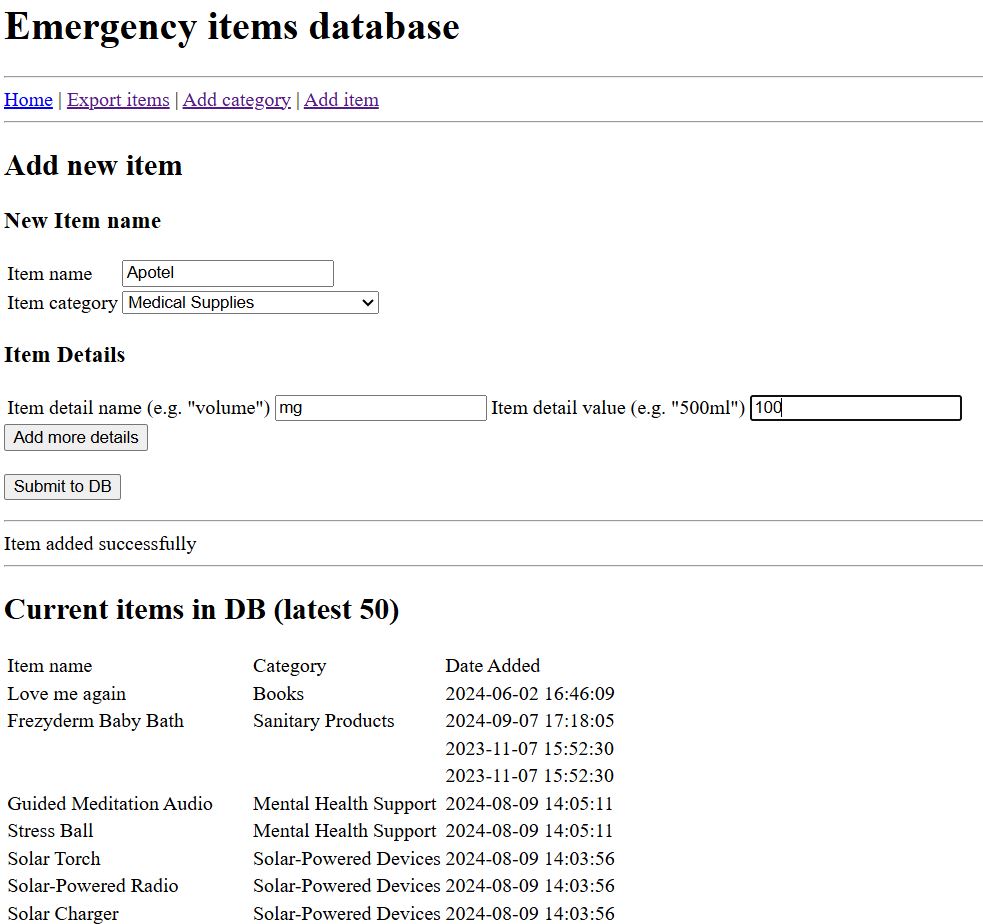 Emergency items database
Home | Export items | Add category | Add item
Add new item
New Item name
Item name Apotel
Item category Medical Supplies
Item Details
Item detail name (e.g. "volume") mg Item detail value (e.g. "500ml") 100
Add more details
Submit to DB
Item added successfully
Current items in DB (latest 50)
Item name Category Date Added
Love me again Books 2024-06-02 16:46:09
Frezyderm Baby Bath Sanitary Products 2024-09-07 17:18:05
2023-11-07 15:52:30
2023-11-07 15:52:30
Guided Meditation Audio Mental Health Support 2024-08-09 14:05:11
Stress Ball Mental Health Support 2024-08-09 14:05:11
Solar Torch Solar-Powered Devices 2024-08-09 14:03:56
Solar-Powered Radio Solar-Powered Devices 2024-08-09 14:03:56
Solar Charger Solar-Powered Devices 2024-08-09 14:03:56